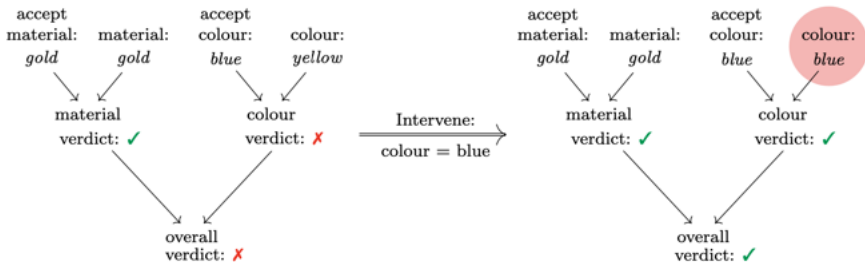 accept
material:
gold
material:
gold
accept
colour:
blue
colour:
yellow
material
verdict: ✓
colour
verdict: ✗
overall
verdict: ✗
Intervene:
colour = blue
accept
material:
gold
material:
gold
accept
colour:
blue
colour:
blue
material
verdict: ✓
colour
verdict: ✓
overall
verdict: ✓